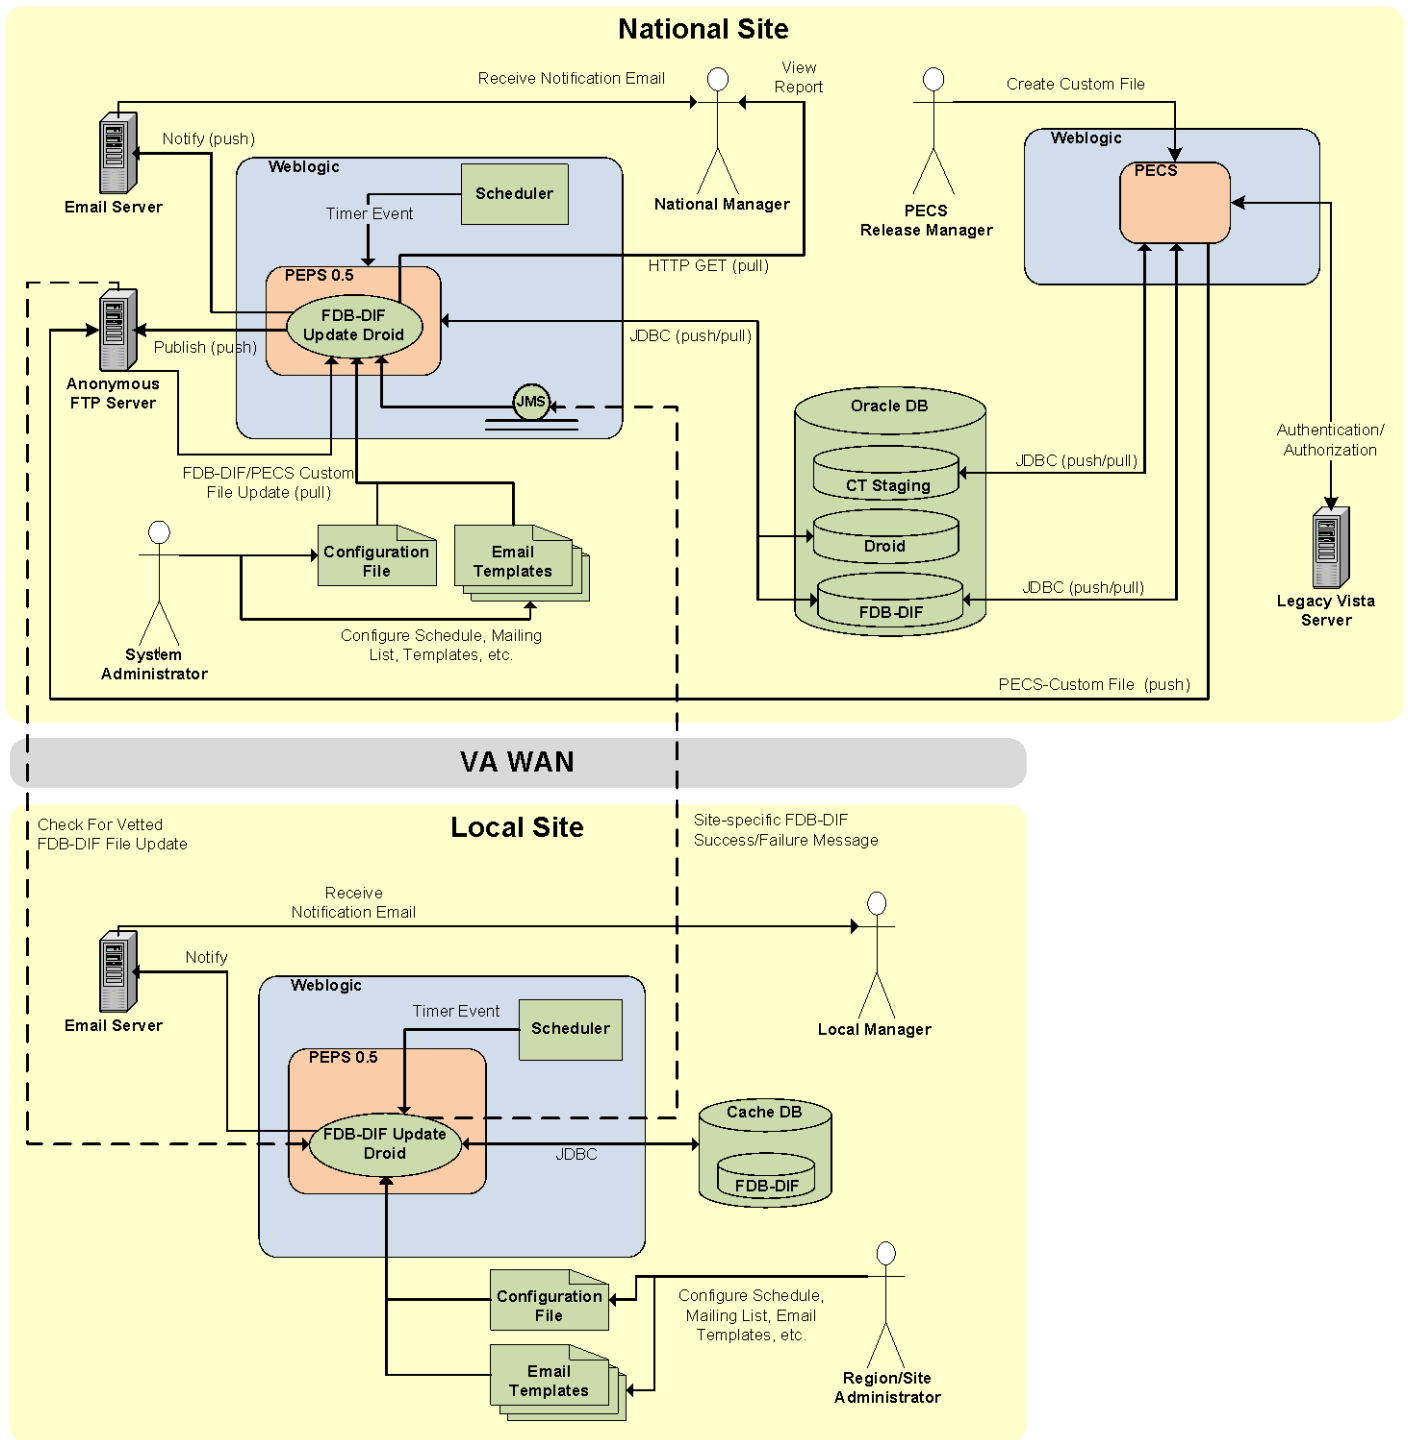 National Site
Receive Notification Email
View
Report
Create Custom File
Notify (push)
Weblogic
Weblogic
PECS
Scheduler
Email Server
Timer Event
National Manager
PECS
Release Manager
HTTP GET (pull)
PEPS 0.5
FDB-DIF
Update Droid
Publish (push)
JDBC (push/pull)
Anonymous
FTP Server
JMS
Oracle DB
Authentication/
Authorization
JDBC (push/pull)
FDB-DIF/PECS Custom
File Update (pull)
CT Staging
Configuration
File
Email
Templates
Droid
JDBC (push/pull)
FDB-DIF
Legacy Vista
Server
Configure Schedule, Mailing
List, Templates, etc.
System
Administrator
PECS-Custom File (push)
VA WAN
Check For Vetted
FDB-DIF File Update
Local Site
Site-specific FDB-DIF
Success/Failure Message
Receive
Notification Email
Notify
Weblogic
Timer Event
Scheduler
Email Server
Local Manager
PEPS 0.5
FDB-DIF Update
Droid
JDBC
Cache DB
FDB-DIF
Configuration
File
Configure Schedule,
Mailing List, Email
Templates, etc.
Email
Templates
Region/Site
Administrator